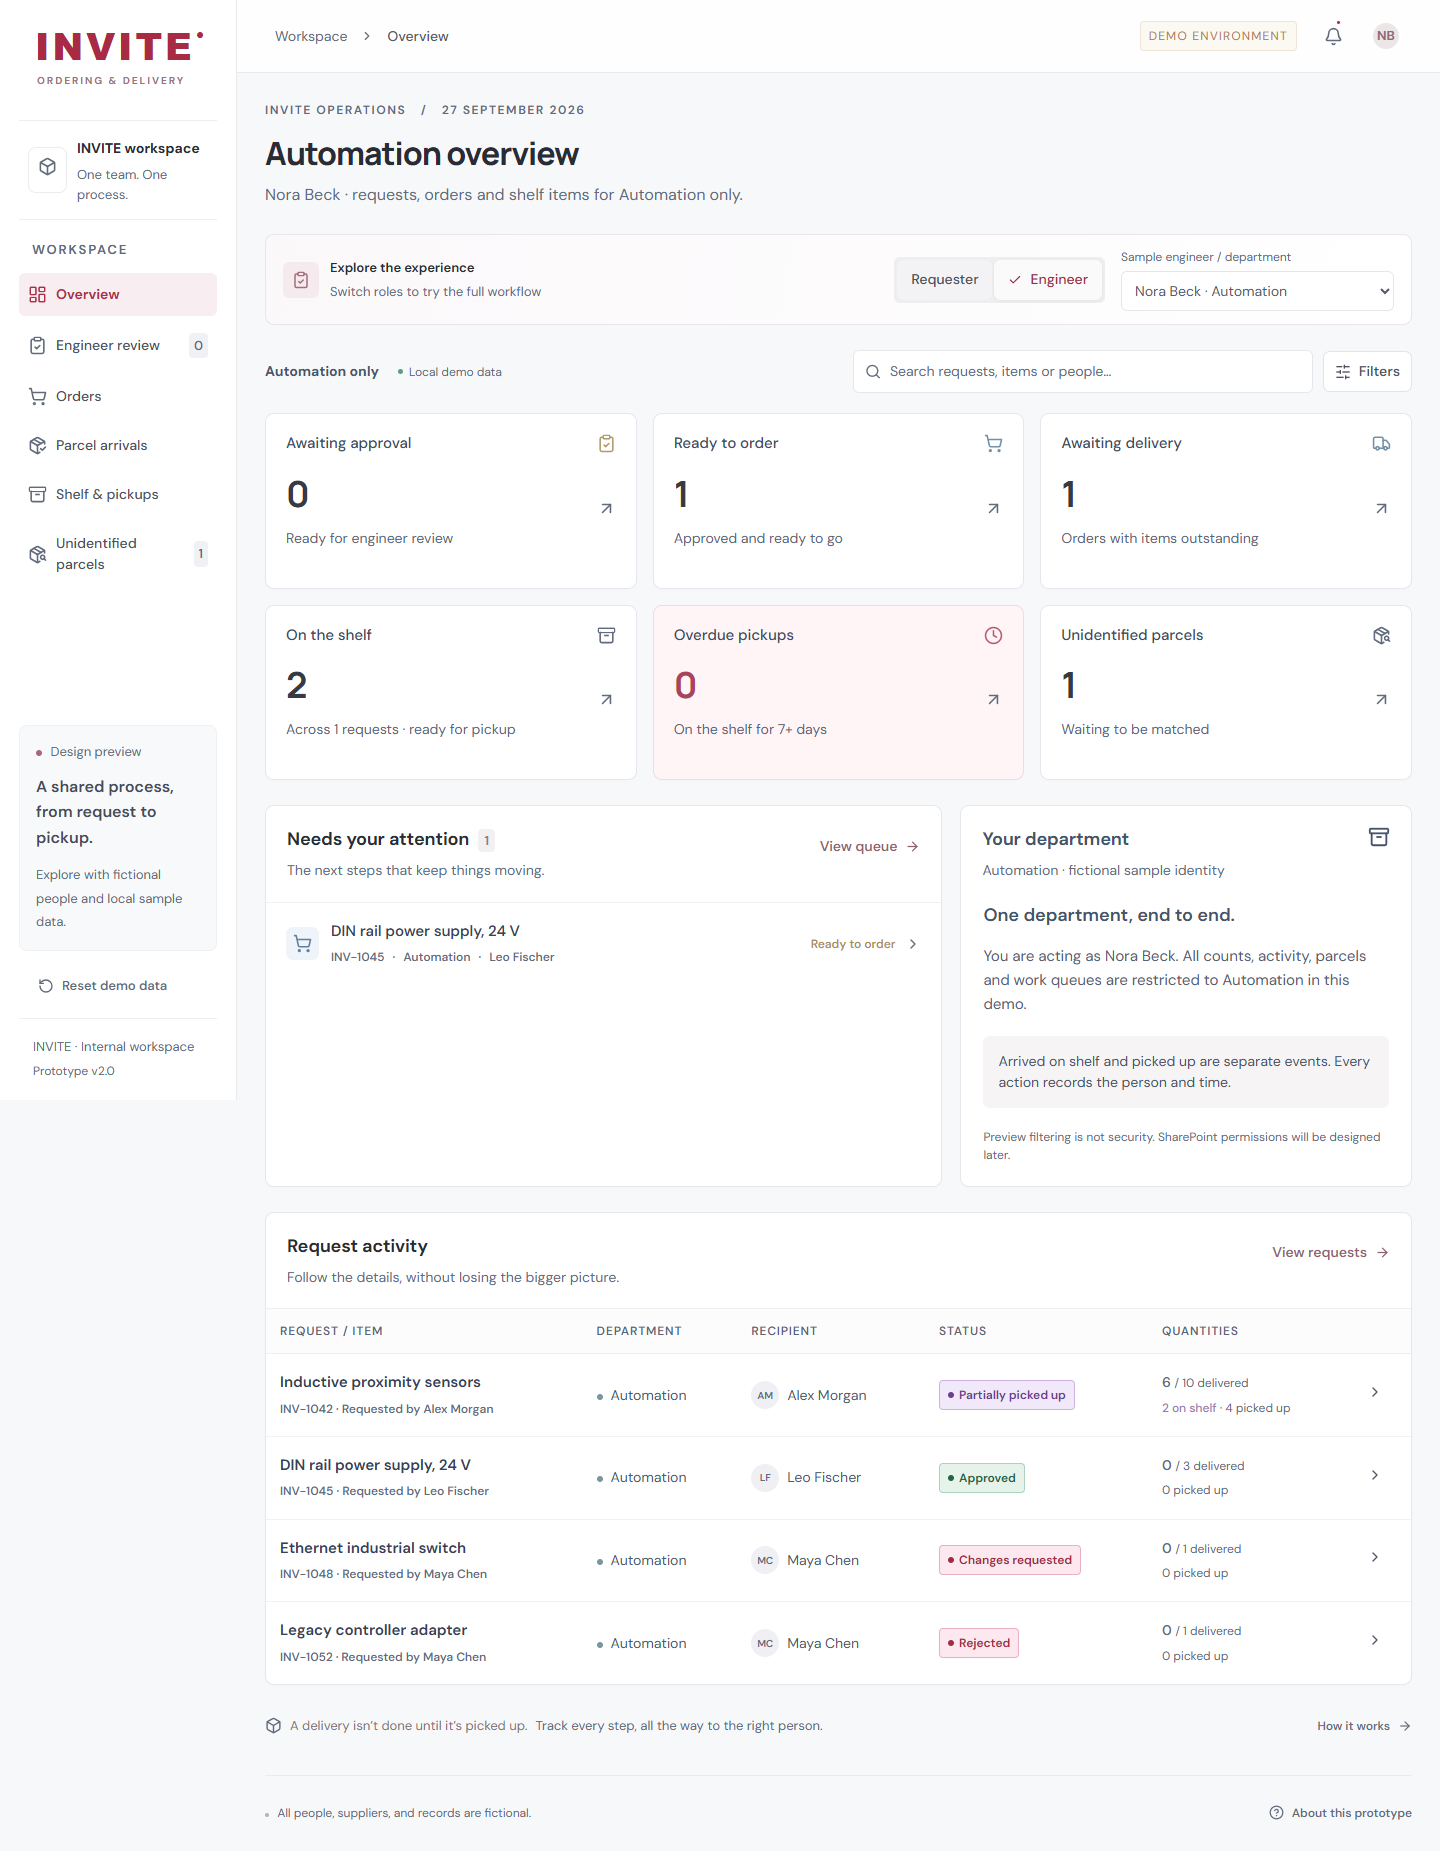 INVITE
ORDERING & DELIVERY
INVITE workspace
One team. One
process.
WORKSPACE
Overview
Engineer review 0
Orders
Parcel arrivals
Shelf & pickups
Unidentified
parcels
1
Design preview
A shared process,
from request to
pickup.
Explore with fictional
people and local sample
data.
Reset demo data
INVITE · Internal workspace
Prototype v2.0
Workspace > Overview
DEMO ENVIRONMENT
NB
INVITE OPERATIONS / 27 SEPTEMBER 2026
Automation overview
Nora Beck · requests, orders and shelf items for Automation only.
Explore the experience
Switch roles to try the full workflow
Requester
Engineer
Sample engineer / department
Nora Beck · Automation
Automation only
Local demo data
Search requests, items or people…
Filters
Awaiting approval
0
Ready for engineer review
Ready to order
1
Approved and ready to go
Awaiting delivery
1
Orders with items outstanding
On the shelf
2
Across 1 requests · ready for pickup
Overdue pickups
0
On the shelf for 7+ days
Unidentified parcels
1
Waiting to be matched
Needs your attention 1
The next steps that keep things moving.
View queue
DIN rail power supply, 24 V
INV-1045 · Automation · Leo Fischer
Ready to order
Your department
Automation · fictional sample identity
One department, end to end.
You are acting as Nora Beck. All counts, activity, parcels
and work queues are restricted to Automation in this
demo.
Arrived on shelf and picked up are separate events. Every
action records the person and time.
Preview filtering is not security. SharePoint permissions will be designed
later.
Request activity
Follow the details, without losing the bigger picture.
View requests
REQUEST / ITEM DEPARTMENT RECIPIENT STATUS QUANTITIES
Inductive proximity sensors
INV-1042 · Requested by Alex Morgan
Automation
AM Alex Morgan
Partially picked up
6 / 10 delivered
2 on shelf · 4 picked up
DIN rail power supply, 24 V
INV-1045 · Requested by Leo Fischer
Automation
LF Leo Fischer
Approved
0 / 3 delivered
0 picked up
Ethernet industrial switch
INV-1048 · Requested by Maya Chen
Automation
MC Maya Chen
Changes requested
0 / 1 delivered
0 picked up
Legacy controller adapter
INV-1052 · Requested by Maya Chen
Automation
MC Maya Chen
Rejected
0 / 1 delivered
0 picked up
A delivery isn’t done until it’s picked up. Track every step, all the way to the right person.
How it works
All people, suppliers, and records are fictional.
About this prototype